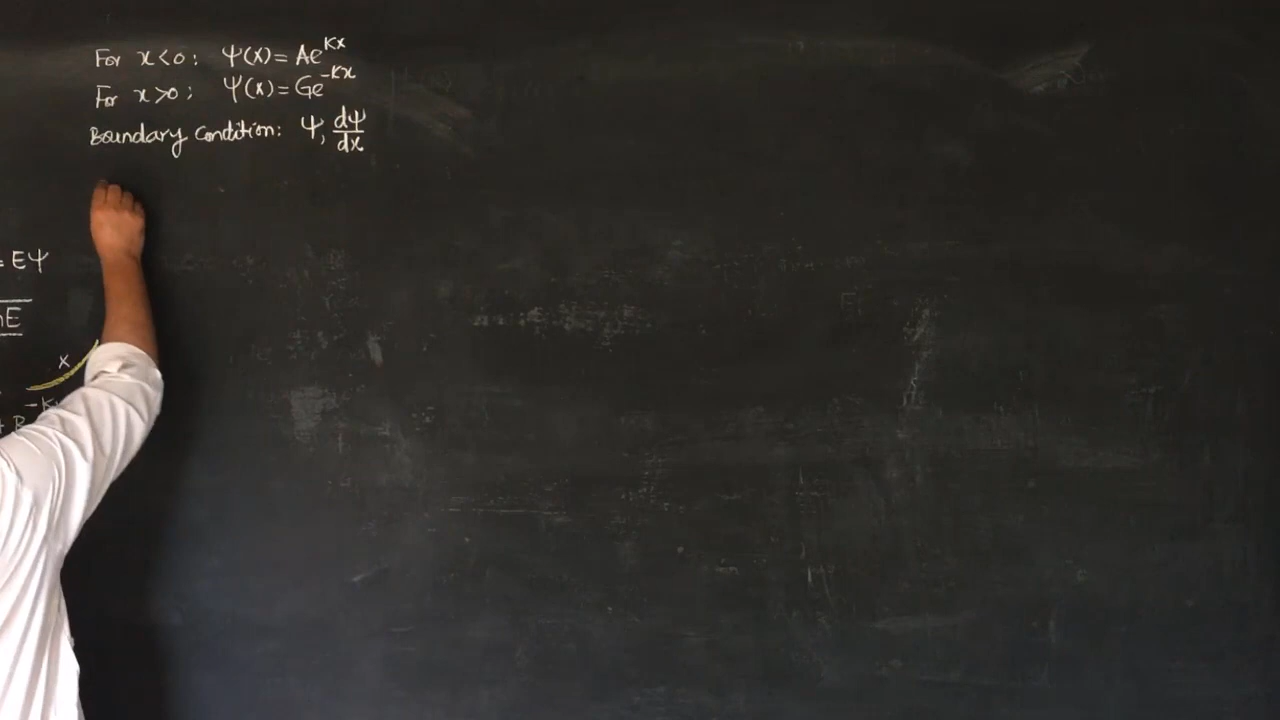 For x<0: Ψ(x) = Ae^{Kx}
For x>0; Ψ(x) = Ge^{-Kx}
Boundary Condition: Ψ, dΨ/dx
= EΨ
E
x